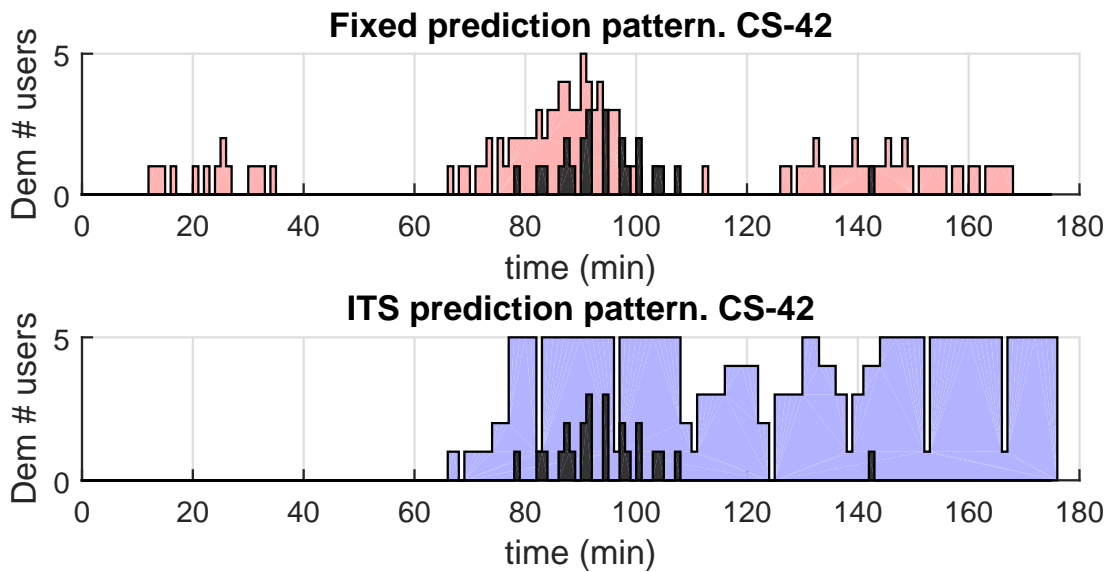 Fixed prediction pattern. CS-42
Dem # users
5
0
0 20 40 60 80 100 120 140 160 180
time (min)
ITS prediction pattern. CS-42
Dem # users
5
0
0 20 40 60 80 100 120 140 160 180
time (min)